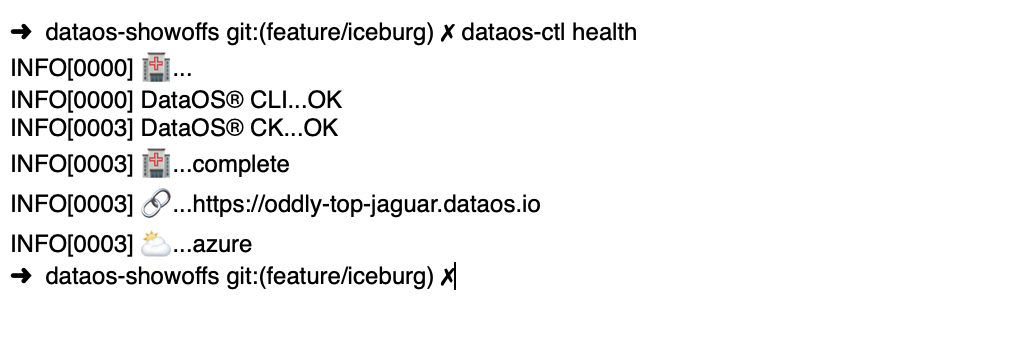 ➜ dataos-showoffs git:(feature/iceburg) ✗ dataos-ctl health
INFO[0000] 🏥...
INFO[0000] DataOS® CLI...OK
INFO[0003] DataOS® CK...OK
INFO[0003] 🏥...complete
INFO[0003] 🔗...https://oddly-top-jaguar.dataos.io
INFO[0003] 🌥...azure
➜ dataos-showoffs git:(feature/iceburg) ✗